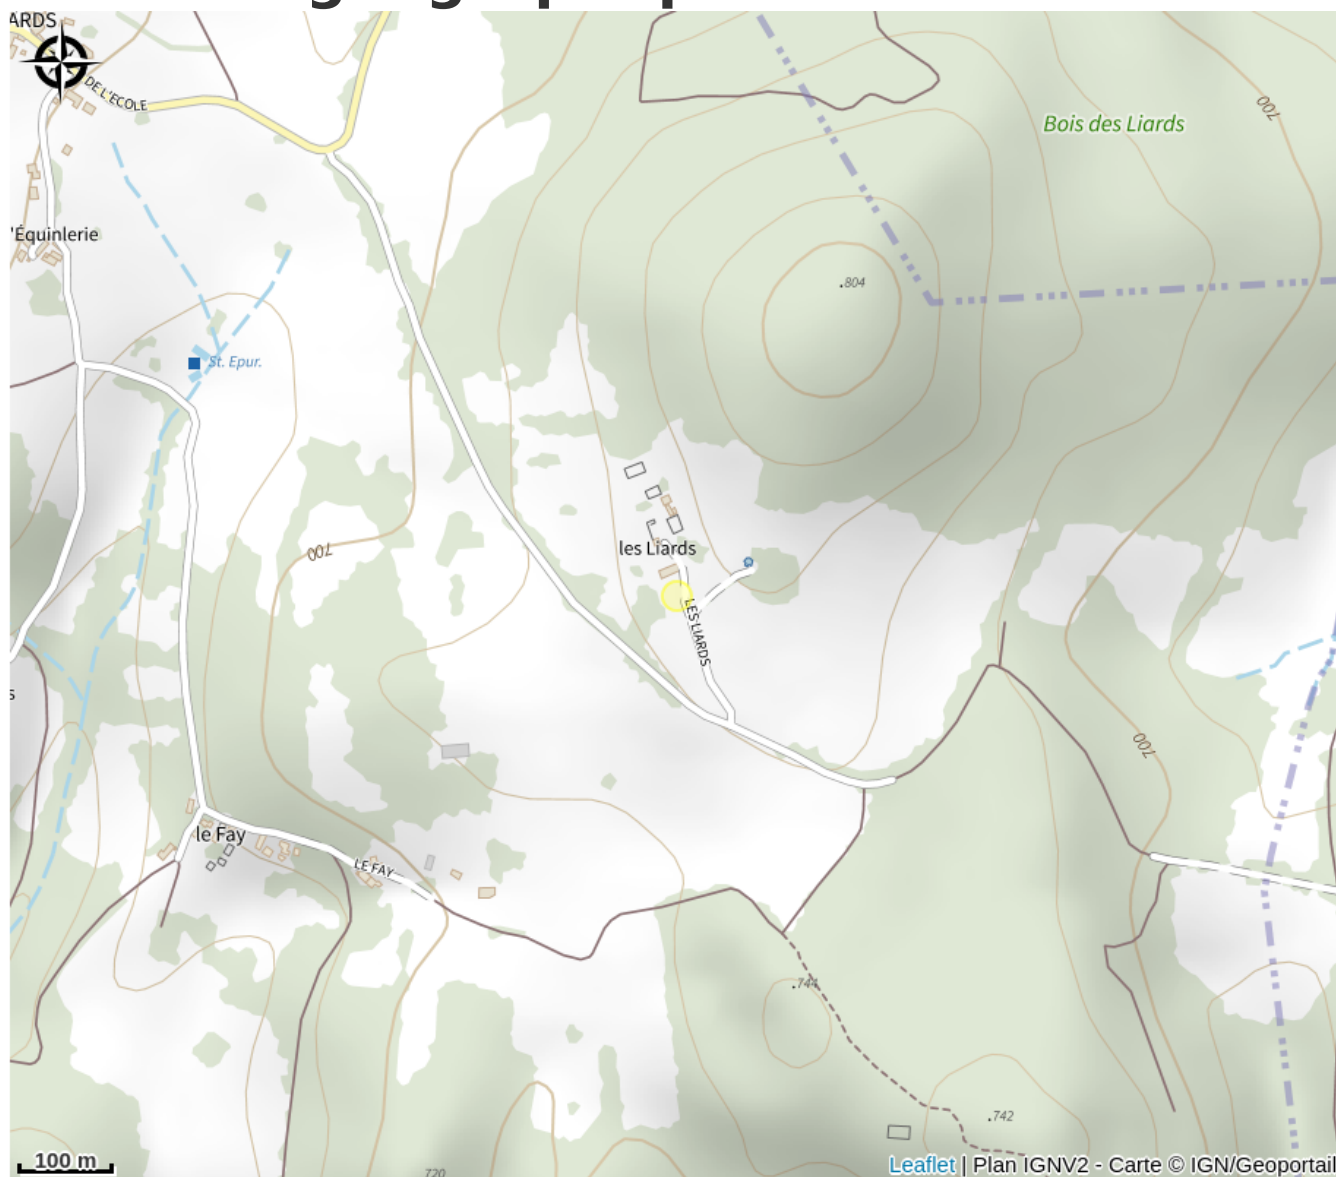 ARDS
DE L'ECOLE
Bois des Liards
700
'Équinlerie
.804
St. Epur.
700
les Liards
LES LIARDS
s
700
le Fay
LE FAY
.744
.742
720
100 m
Leaflet | Plan IGNV2 - Carte © IGN/Geoportail